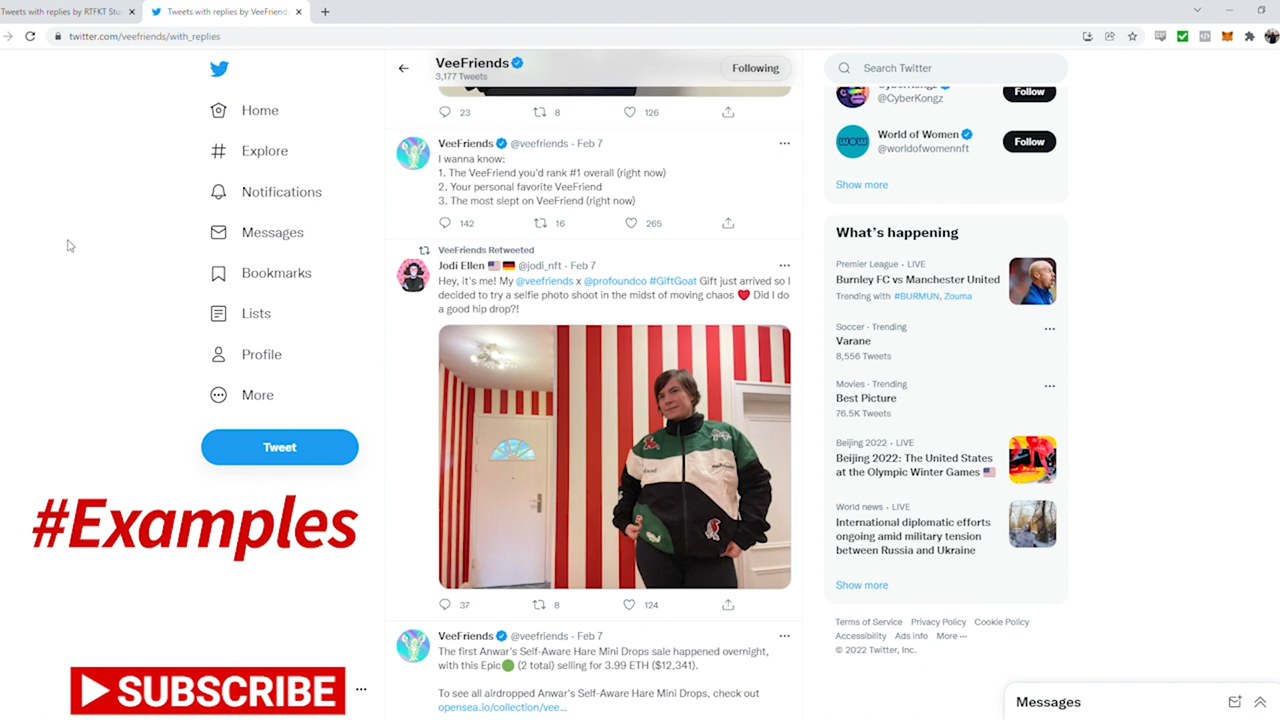 Tweets with replies by RTFKT Stu
Tweets with replies by VeeFriend
twitter.com/veefriends/with_replies
Home
Explore
Notifications
Messages
Bookmarks
Lists
Profile
More
Tweet
#Examples
SUBSCRIBE
VeeFriends
3,177 Tweets
Following
23 8 126
VeeFriends @veefriends · Feb 7
I wanna know:
1. The VeeFriend you'd rank #1 overall (right now)
2. Your personal favorite VeeFriend
3. The most slept on VeeFriend (right now)
142 16 265
VeeFriends Retweeted
Jodi Ellen 🇺🇸 🇩🇪 @jodi_nft · Feb 7
Hey, it's me! My @veefriends x @profoundco #GiftGoat Gift just arrived so I
decided to try a selfie photo shoot in the midst of moving chaos ❤️ Did I do
a good hip drop?!
37 8 124
VeeFriends @veefriends · Feb 7
The first Anwar's Self-Aware Hare Mini Drops sale happened overnight,
with this Epic🟢 (2 total) selling for 3.99 ETH ($12,341).
To see all airdropped Anwar's Self-Aware Hare Mini Drops, check out
opensea.io/collection/vee...
Search Twitter
CyberKongz
@CyberKongz
Follow
WOW
World of Women
@worldofwomennft
Follow
Show more
What's happening
Premier League · LIVE
Burnley FC vs Manchester United
Trending with #BURMUN, Zouma
Soccer · Trending
Varane
8,556 Tweets
Movies · Trending
Best Picture
76.5K Tweets
Beijing 2022 · LIVE
Beijing 2022: The United States
at the Olympic Winter Games 🇺🇸
World news · LIVE
International diplomatic efforts
ongoing amid military tension
between Russia and Ukraine
Show more
Terms of Service Privacy Policy Cookie Policy
Accessibility Ads info More ···
© 2022 Twitter, Inc.
Messages